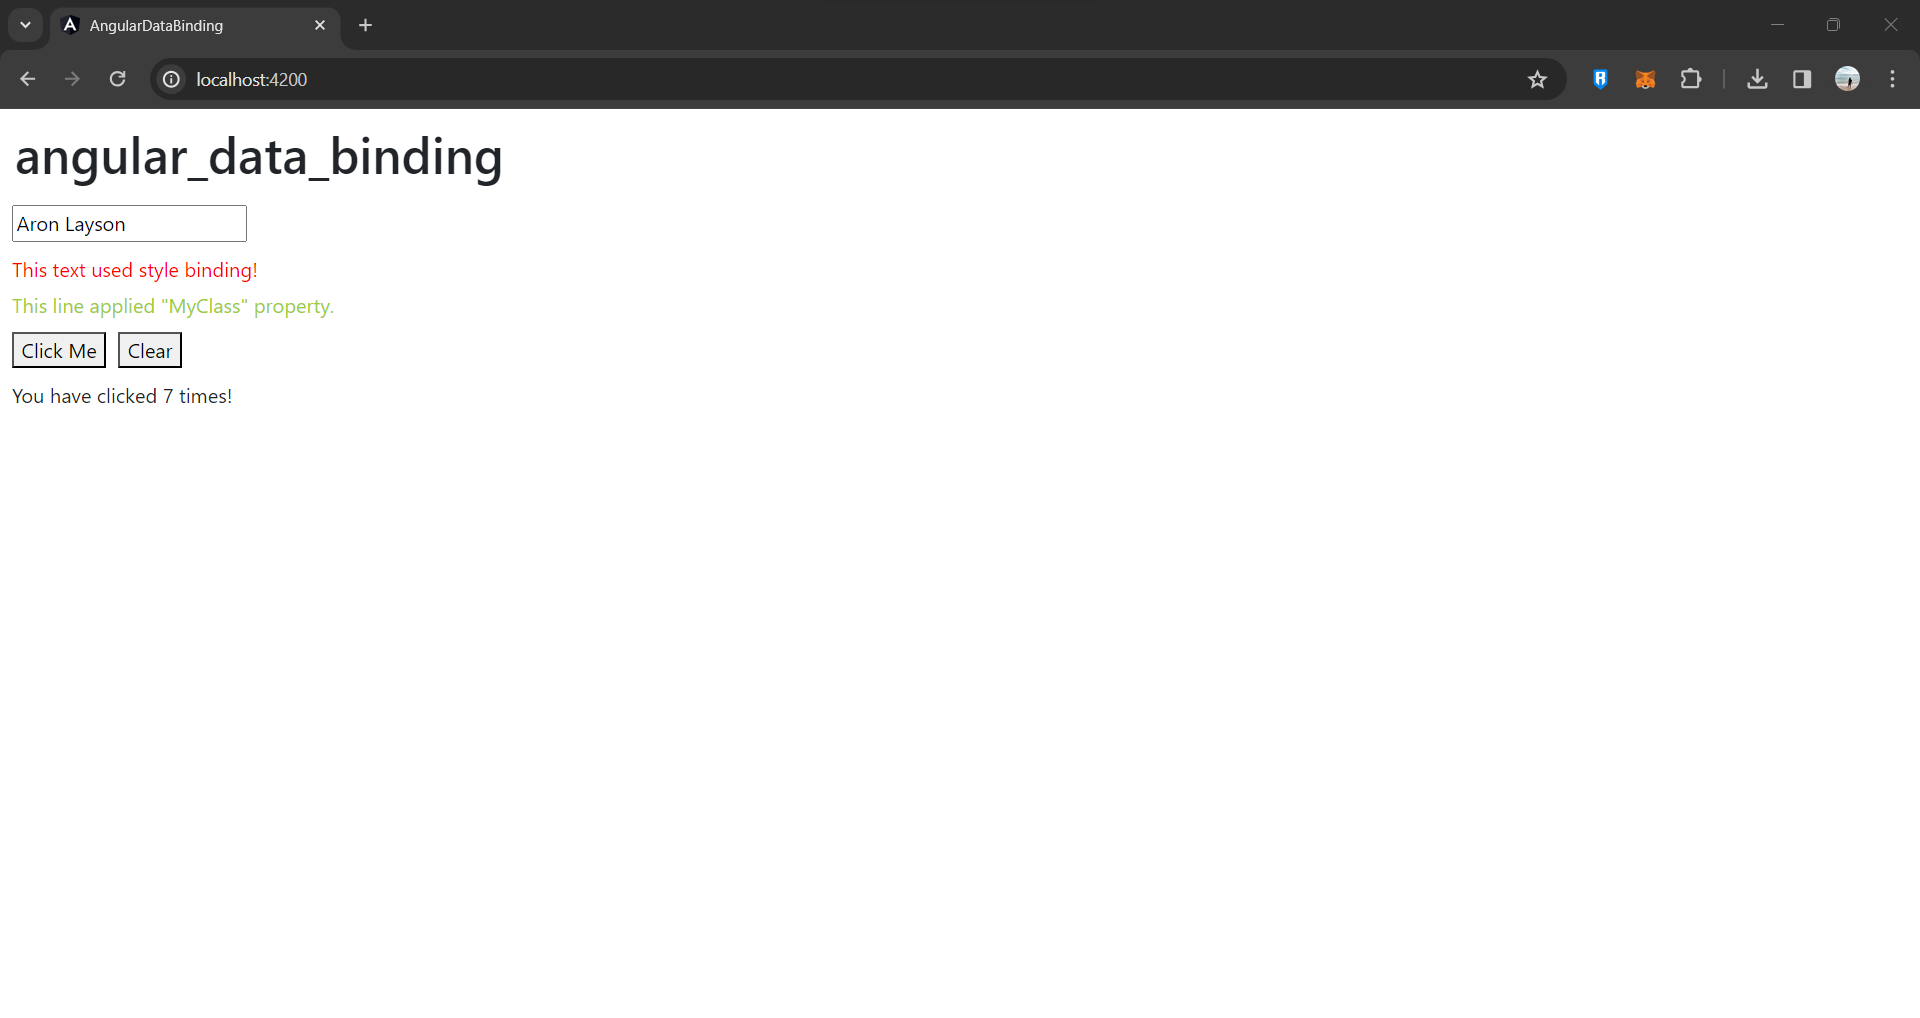 AngularDataBinding
localhost:4200
angular_data_binding
Aron Layson
This text used style binding!
This line applied "MyClass" property.
Click Me Clear
You have clicked 7 times!